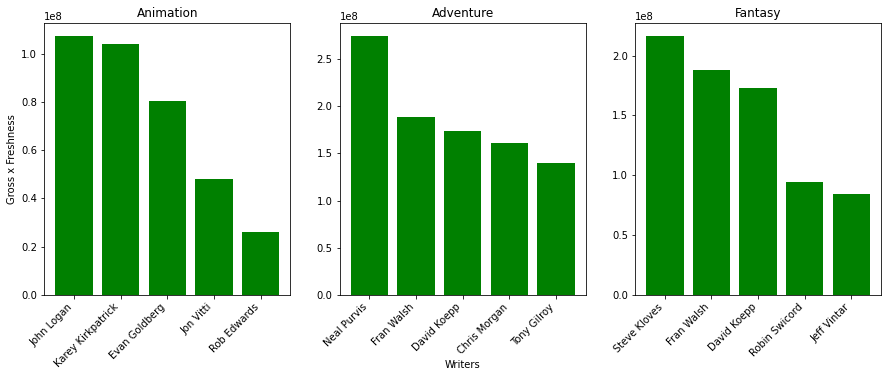 Animation
1e8
1.0
0.8
0.6
0.4
0.2
0.0
Gross x Freshness
John Logan
Karey Kirkpatrick
Evan Goldberg
Jon Vitti
Rob Edwards
Adventure
1e8
2.5
2.0
1.5
1.0
0.5
0.0
Neal Purvis
Fran Walsh
David Koepp
Chris Morgan
Tony Gilroy
Writers
Fantasy
1e8
2.0
1.5
1.0
0.5
0.0
Steve Kloves
Fran Walsh
David Koepp
Robin Swicord
Jeff Vintar